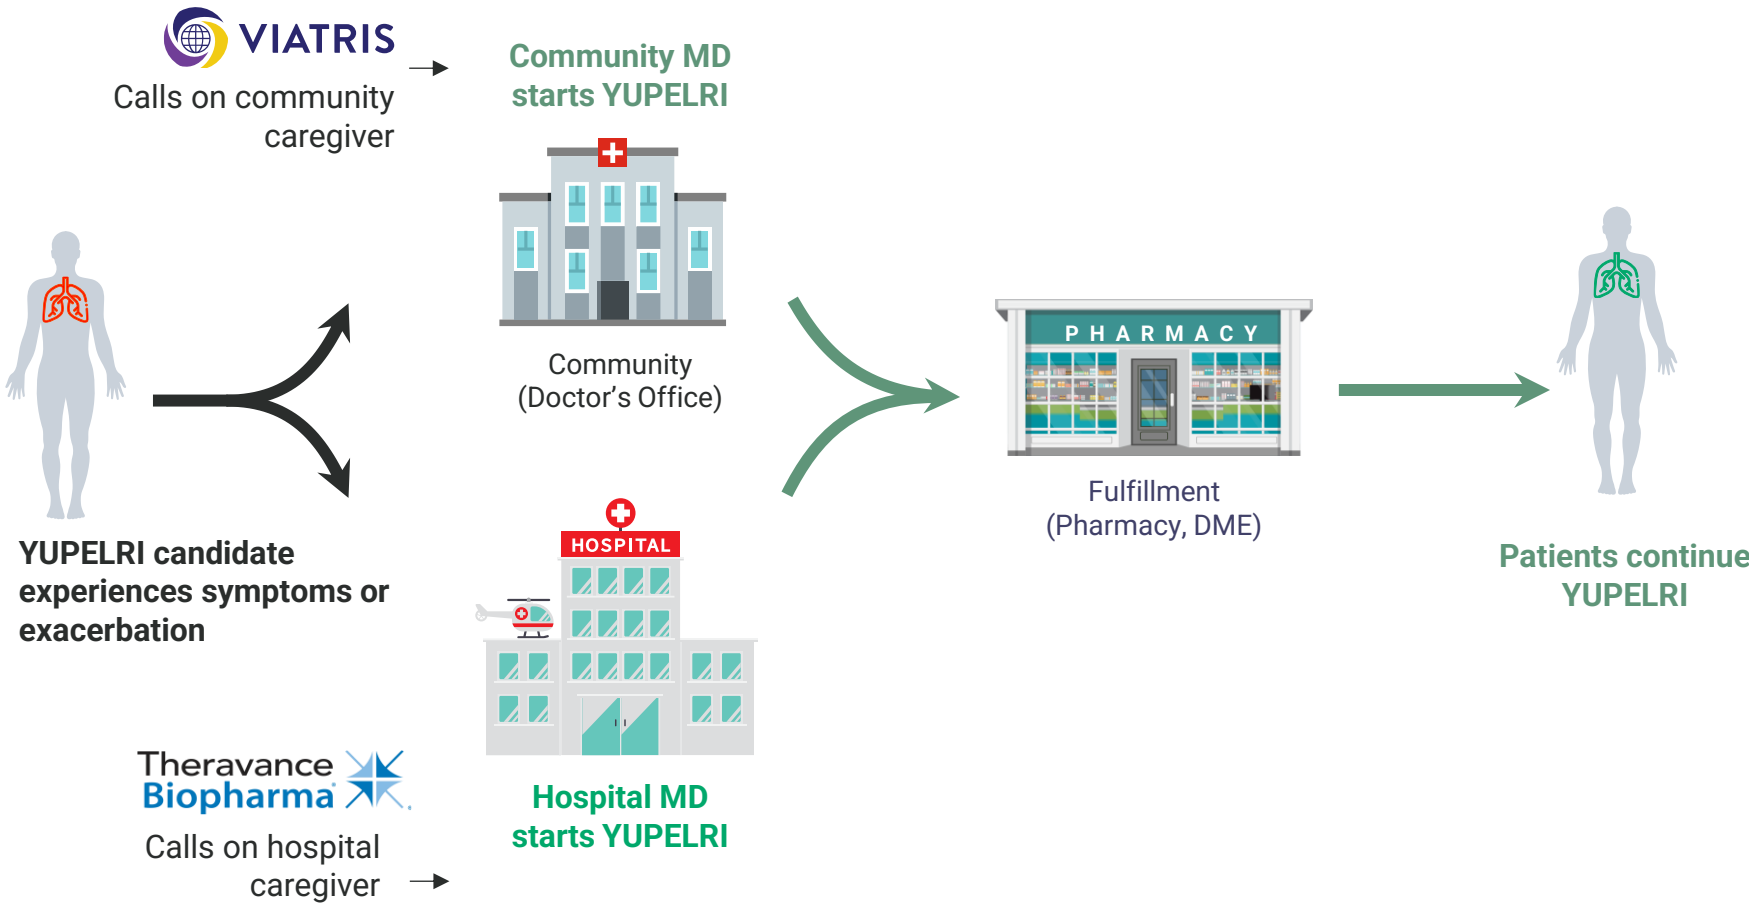 VIATRIS
Calls on community
caregiver
Community MD
starts YUPELRI
Community
(Doctor's Office)
YUPELRI candidate
experiences symptoms or
exacerbation
HOSPITAL
Theravance
Biopharma
Calls on hospital
caregiver
Hospital MD
starts YUPELRI
PHARMACY
Fulfillment
(Pharmacy, DME)
Patients continue
YUPELRI